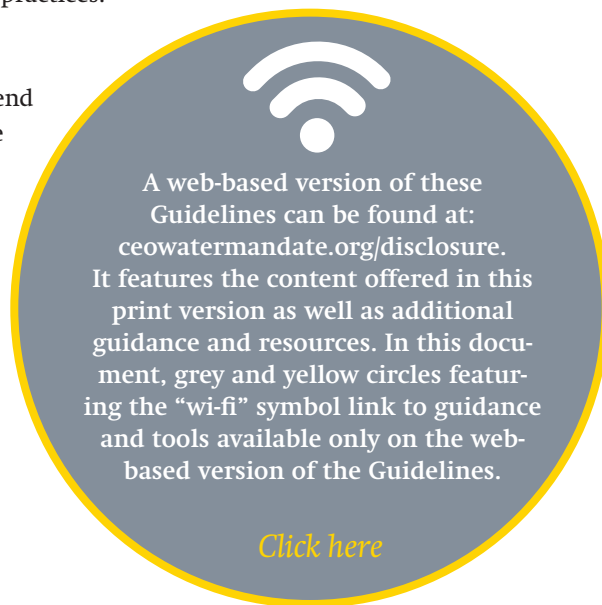 practices.
end
e
A web-based version of these
Guidelines can be found at:
ceowatermandate.org/disclosure.
It features the content offered in this
print version as well as additional
guidance and resources. In this docu-
ment, grey and yellow circles featur-
ing the “wi-fi” symbol link to guidance
and tools available only on the web-
based version of the Guidelines.
Click here